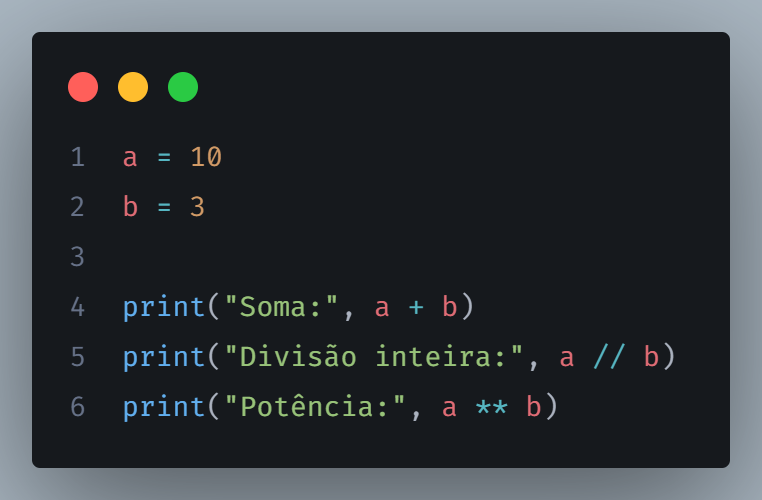 1 a = 10
2 b = 3
3
4 print("Soma:", a + b)
5 print("Divisão inteira:", a // b)
6 print("Potência:", a ** b)